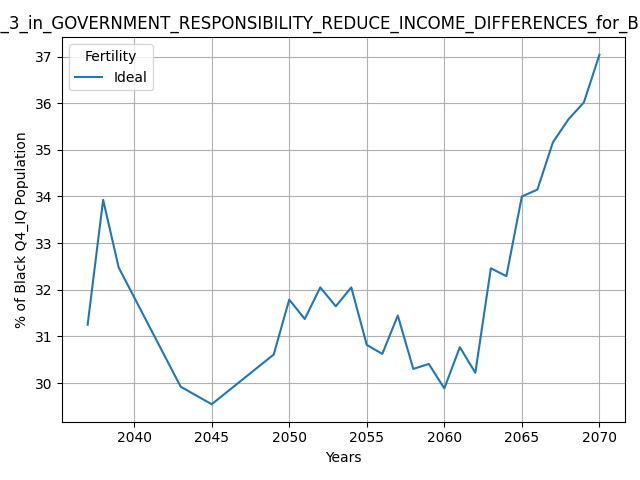 _3_in_GOVERNMENT_RESPONSIBILITY_REDUCE_INCOME_DIFFERENCES_for_B
Fertility
Ideal
37
36
35
34
33
32
31
30
% of Black Q4_IQ Population
2040 2045 2050 2055 2060 2065 2070
Years